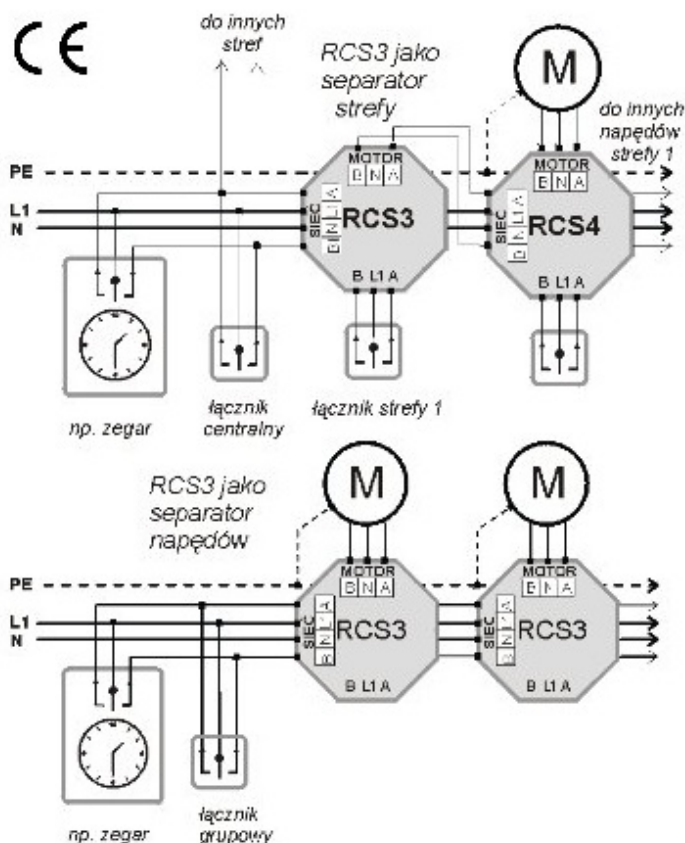 CE
do innych
stref
RCS3 jako
separator
strefy
M
do innych
napędów
strefy 1
PE
L1
N
MOTOR
B N A
SIEC
B N L1 A
RCS3
B L1 A
MOTOR
B N A
SIEC
B N L1 A
RCS4
B L1 A
np. zegar
łącznik
centralny
łącznik strefy 1
RCS3 jako
separator
napędów
M
M
PE
L1
N
MOTOR
B N A
SIEC
B N L1 A
RCS3
B L1 A
MOTOR
B N A
SIEC
B N L1 A
RCS3
B L1 A
np. zegar
łącznik
grupowy